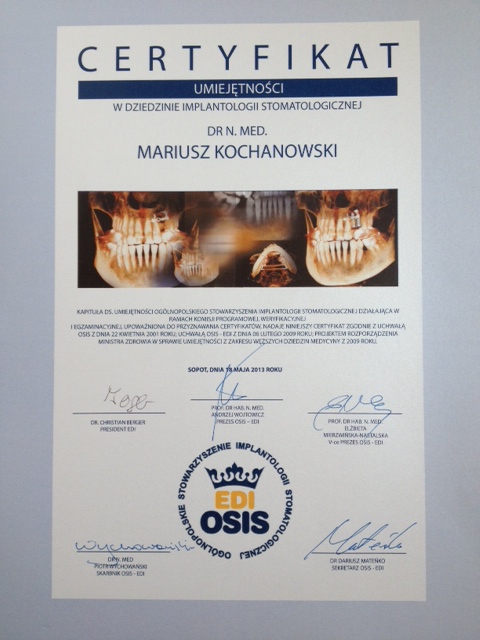 CERTYFIKAT
UMIEJĘTNOŚCI
W DZIEDZINIE IMPLANTOLOGII STOMATOLOGICZNEJ
DR N. MED.
MARIUSZ KOCHANOWSKI
KAPITUŁA DS. UMIEJĘTNOŚCI OGÓLNOPOLSKIEGO STOWARZYSZENIA IMPLANTOLOGII STOMATOLOGICZNEJ DZIAŁAJĄCA W
RAMACH KOMISJI PROGRAMOWEJ, WERYFIKACYJNEJ
I EGZAMINACYJNEJ, UPOWAŻNIONA DO PRZYZNAWANIA CERTYFIKATÓW, NADAJE NINIEJSZY CERTYFIKAT ZGODNIE Z UCHWAŁĄ
OSIS Z DNIA 22 KWIETNIA 2001 ROKU; UCHWAŁĄ OSIS - EDI Z DNIA 08 LUTEGO 2009 ROKU; PROJEKTEM ROZPORZĄDZENIA
MINISTRA ZDROWIA W SPRAWIE UMIEJĘTNOŚCI Z ZAKRESU WĘŻSZYCH DZIEDZIN MEDYCYNY Z 2009 ROKU.
SOPOT, DNIA 18 MAJA 2013 ROKU
DR. CHRISTIAN BERGER
PRESIDENT EDI
PROF. DR HAB. N. MED.
ANDRZEJ WOJTOWICZ
PREZES OSIS – EDI
PROF. DR HAB. N. MED.
ELŻBIETA
MIERZWIŃSKA-NASTALSKA
V-ce PREZES OSIS - EDI
OGÓLNOPOLSKIE STOWARZYSZENIE IMPLANTOLOGII STOMATOLOGICZNEJ
EDI
OSIS
DR N. MED
PIOTR WYCHOWAŃSKI
SKARBNIK OSIS - EDI
DR DARIUSZ MATEŃKO
SEKRETARZ OSIS - EDI